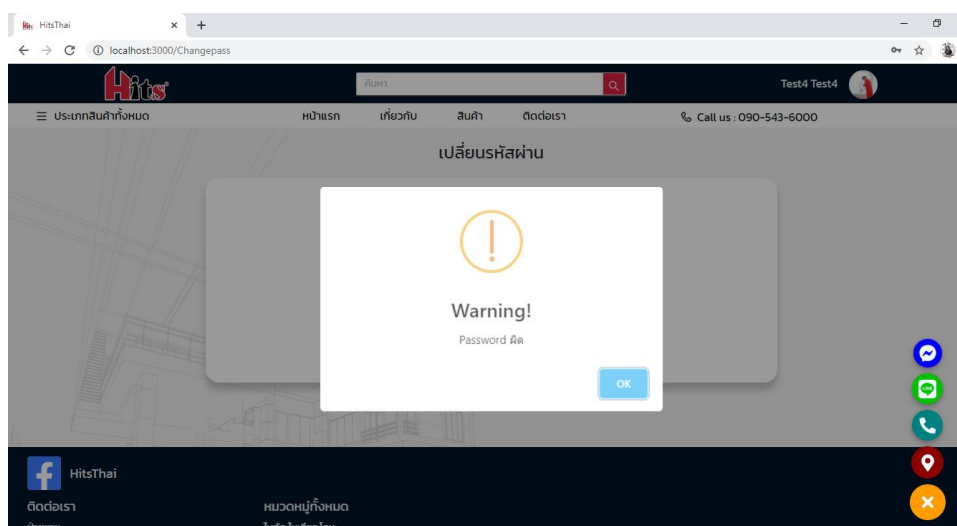 HitsThai
localhost:3000/Changepass
Hits
ค้นหา
Test4 Test4
ประเภทสินค้าทั้งหมด
หน้าแรก
เกี่ยวกับ
สินค้า
ติดต่อเรา
Call us : 090-543-6000
เปลี่ยนรหัสผ่าน
Warning!
Password ผิด
OK
LINE
HitsThai
ติดต่อเรา
หมวดหมู่ทั้งหมด